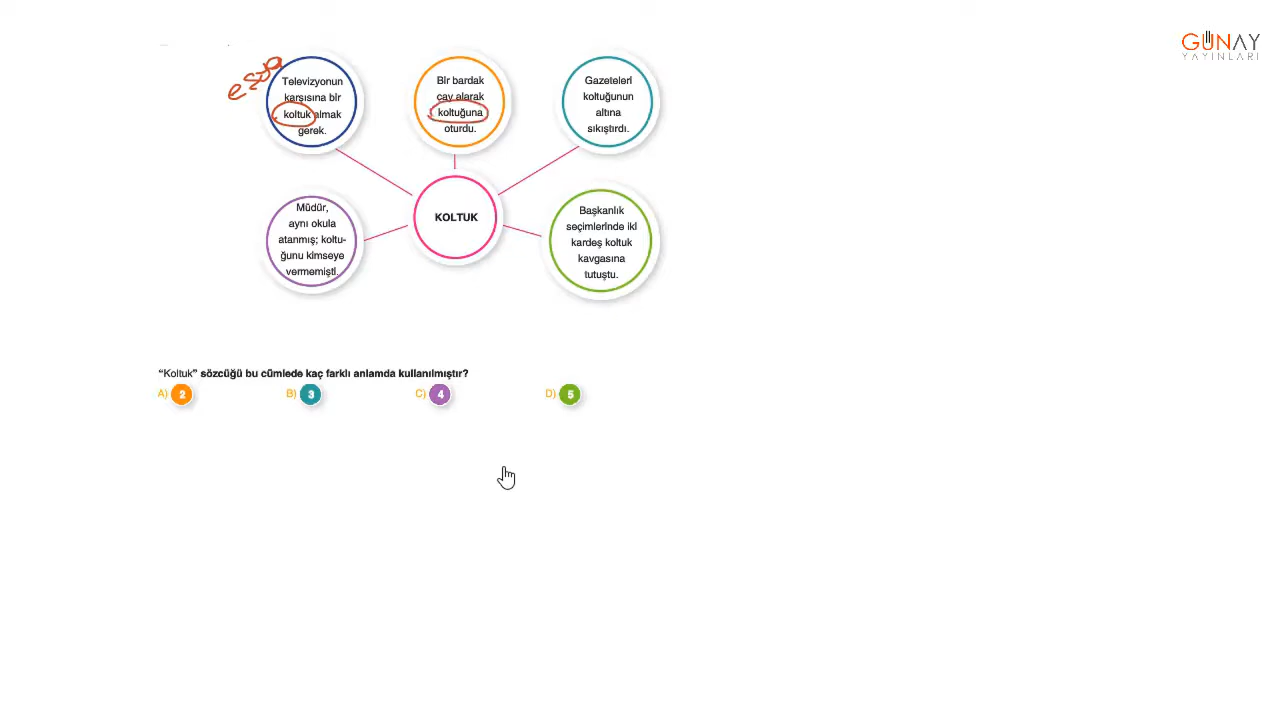 GÜNAY
YAYINLARI
eşya
Televizyonun
karşısına bir
koltuk almak
gerek.
Bir bardak
çay alarak
koltuğuna
oturdu.
Gazeteleri
koltuğunun
altına
sıkıştırdı.
KOLTUK
Müdür,
aynı okula
atanmış; koltu-
ğunu kimseye
vermemişti.
Başkanlık
seçimlerinde iki
kardeş koltuk
kavgasına
tutuştu.
“Koltuk” sözcüğü bu cümlede kaç farklı anlamda kullanılmıştır?
A) 2 B) 3 C) 4 D) 5